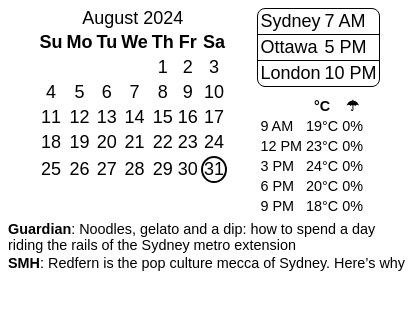 August 2024
Su Mo Tu We Th Fr Sa
1 2 3
4 5 6 7 8 9 10
11 12 13 14 15 16 17
18 19 20 21 22 23 24
25 26 27 28 29 30 31
Sydney 7 AM
Ottawa 5 PM
London 10 PM
°C ☂
9 AM 19°C 0%
12 PM 23°C 0%
3 PM 24°C 0%
6 PM 20°C 0%
9 PM 18°C 0%
Guardian: Noodles, gelato and a dip: how to spend a day
riding the rails of the Sydney metro extension
SMH: Redfern is the pop culture mecca of Sydney. Here’s why